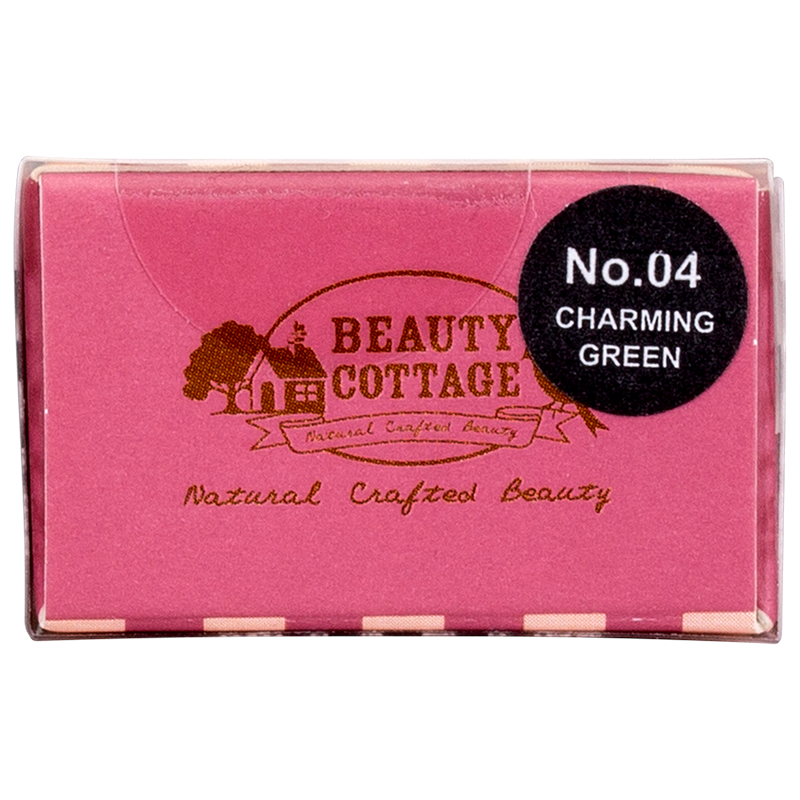 No.04
CHARMING
GREEN
BEAUTY
COTTAGE
Natural Crafted Beauty
Natural Crafted Beauty